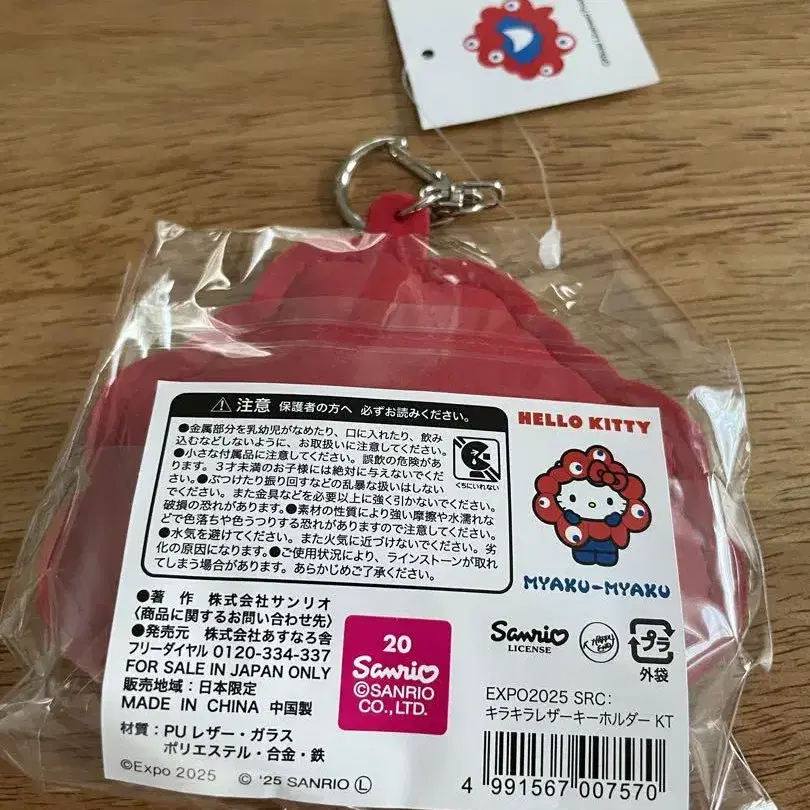 ⚠注意 保護者の方へ 必ずお読みください。
●金属部分を乳幼児がなめたり、口に入れたり、飲み
込むなどしないように、お取扱いに注意してください。
●小さな付属品に注意してください。誤飲の危険があり
ます。3才未満のお子様には絶対に与えないでくださ
い。●ぶつけたり振り回すなどの乱暴な扱いはしない
でください。また金具などを必要以上に強く引かないでください。
破損の恐れがあります。●素材の性質により強い摩擦や水濡れな
どで色落ちや色うつりする恐れがありますので注意してください。
●水気を避けてください。また火気に近づけないでください。劣
化の原因になります。●ご使用状況により、ラインストーンが取れ
てしまう場合があります。あらかじめご了承ください。
くちにいれない
HELLO KITTY
MYAKU-MYAKU
●著 作 株式会社サンリオ
〈商品に関するお問い合わせ先〉
●発売元 株式会社あすなろ舎
フリーダイヤル 0120-334-337
FOR SALE IN JAPAN ONLY
販売地域:日本限定
MADE IN CHINA 中国製
材質:PU レザー・ガラス
ポリエステル・合金・鉄
©Expo 2025 © '25 SANRIO Ⓛ
20
Sanrio
©SANRIO
CO.,LTD.
Sanrio
LICENSE
プラ
外袋
EXPO2025 SRC:
キラキラレザーキーホルダー KT
4 991567 007570